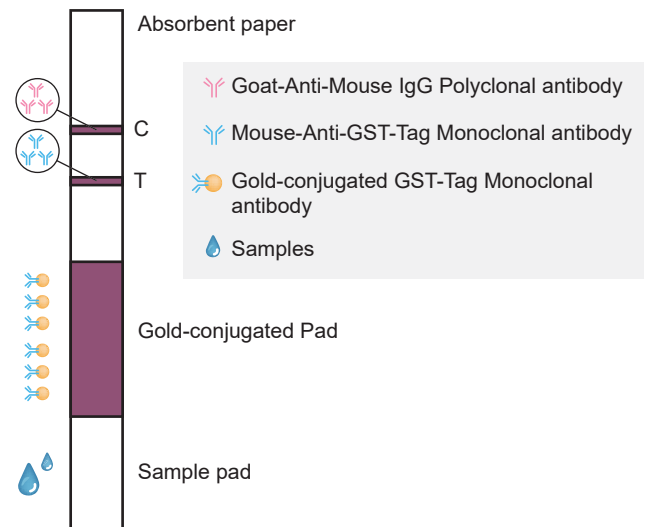 Absorbent paper
Goat-Anti-Mouse IgG Polyclonal antibody
C
Mouse-Anti-GST-Tag Monoclonal antibody
T
Gold-conjugated GST-Tag Monoclonal
antibody
Samples
Gold-conjugated Pad
Sample pad